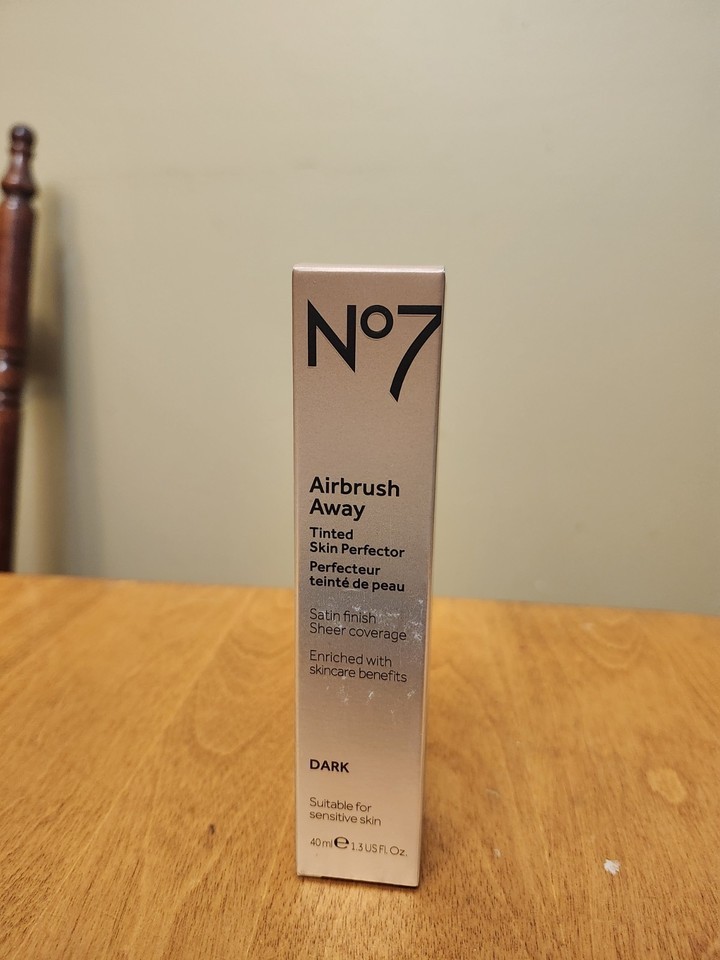 No7
Airbrush
Away
Tinted
Skin Perfector
Perfecteur
teinté de peau
Satin finish
Sheer coverage
Enriched with
skincare benefits
DARK
Suitable for
sensitive skin
40 ml e 1.3 US Fl. Oz.